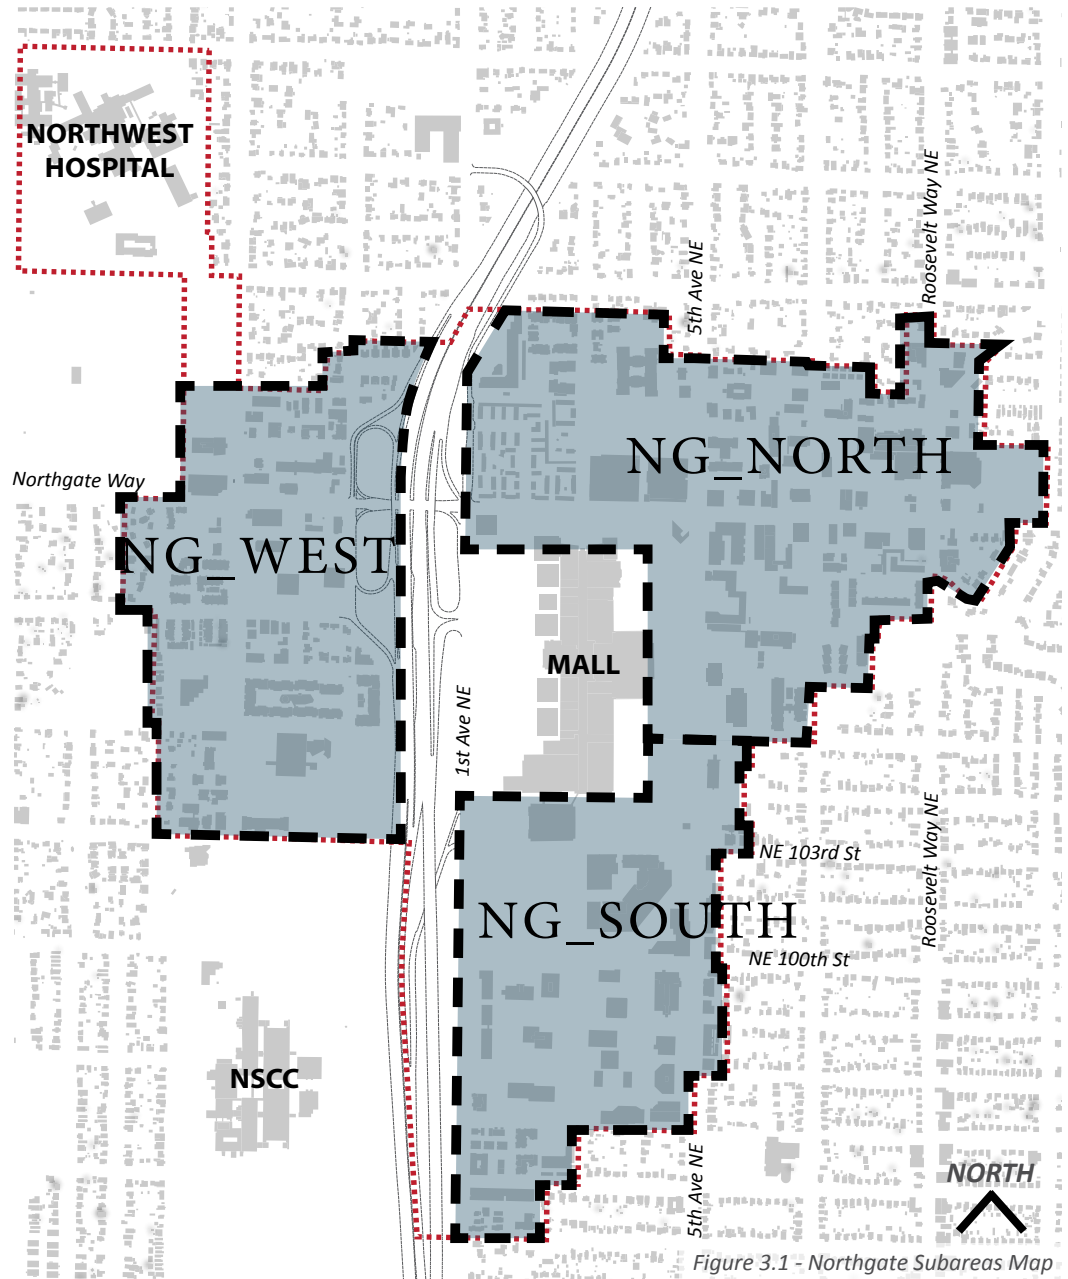 NORTHWEST
HOSPITAL
Roosevelt Way NE
5th Ave NE
NG_NORTH
Northgate Way
NG_WEST
MALL
1st Ave NE
NE 103rd St
Roosevelt Way NE
NG_SOUTH
NE 100th St
NSCC
5th Ave NE
NORTH
Figure 3.1 - Northgate Subareas Map